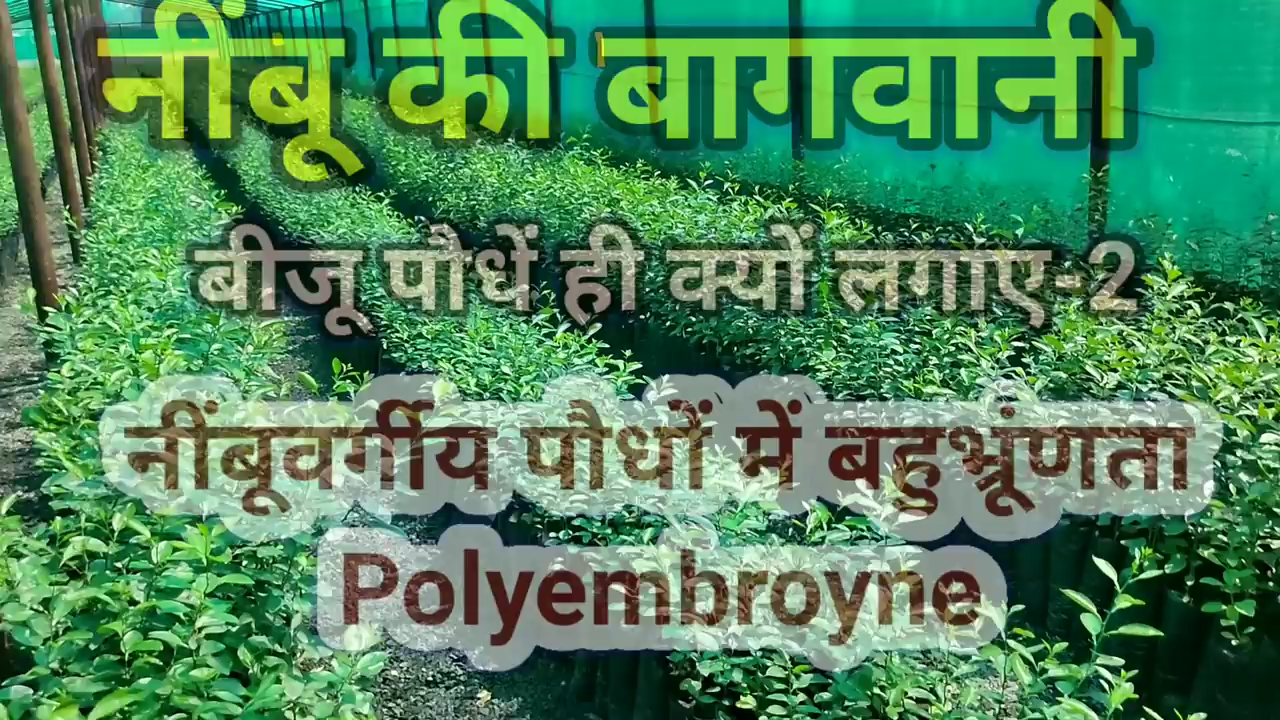 नींबू की बागवानी
बीजू पौधें ही क्यों लगाए-2
नींबूवर्गीय पौधों में बहुभ्रूंणता
Polyembroyne